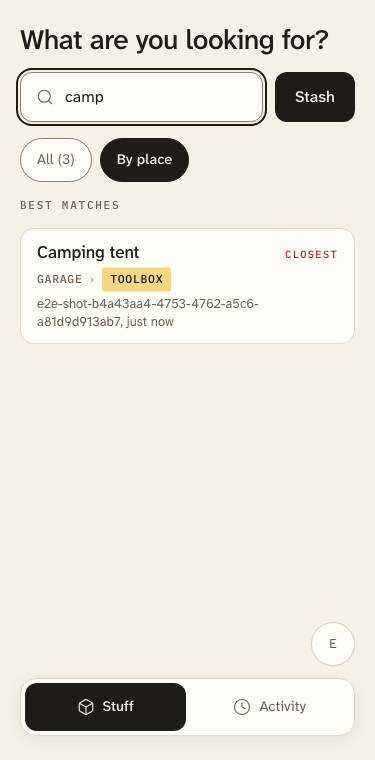 What are you looking for?
camp
Stash
All (3)
By place
BEST MATCHES
Camping tent
CLOSEST
GARAGE › TOOLBOX
e2e-shot-b4a43aa4-4753-4762-a5c6-
a81d9d913ab7, just now
E
Stuff
Activity